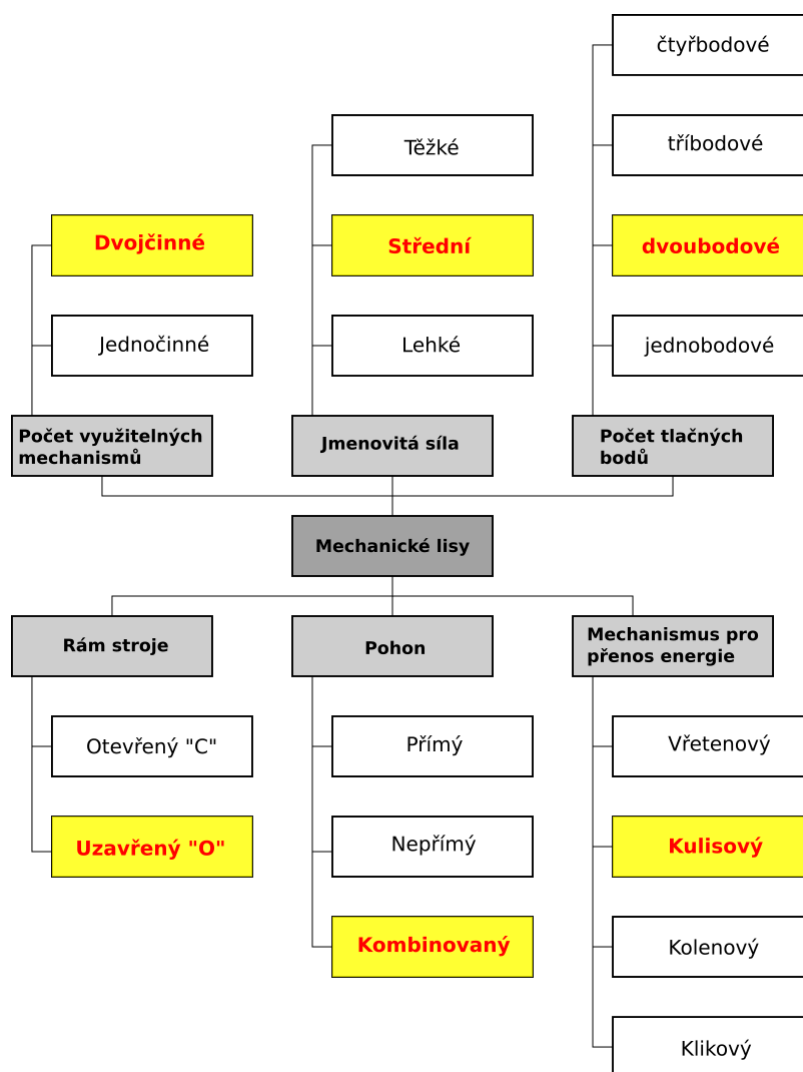 čtyřbodové
Těžké
tříbodové
Dvojčinné
Střední
dvoubodové
Jednočinné
Lehké
jednobodové
Počet využitelných
mechanismů
Jmenovitá síla
Počet tlačných
bodů
Mechanické lisy
Rám stroje
Pohon
Mechanismus pro
přenos energie
Otevřený "C"
Přímý
Vřetenový
Uzavřený "O"
Nepřímý
Kulisový
Kombinovaný
Kolenový
Klikový